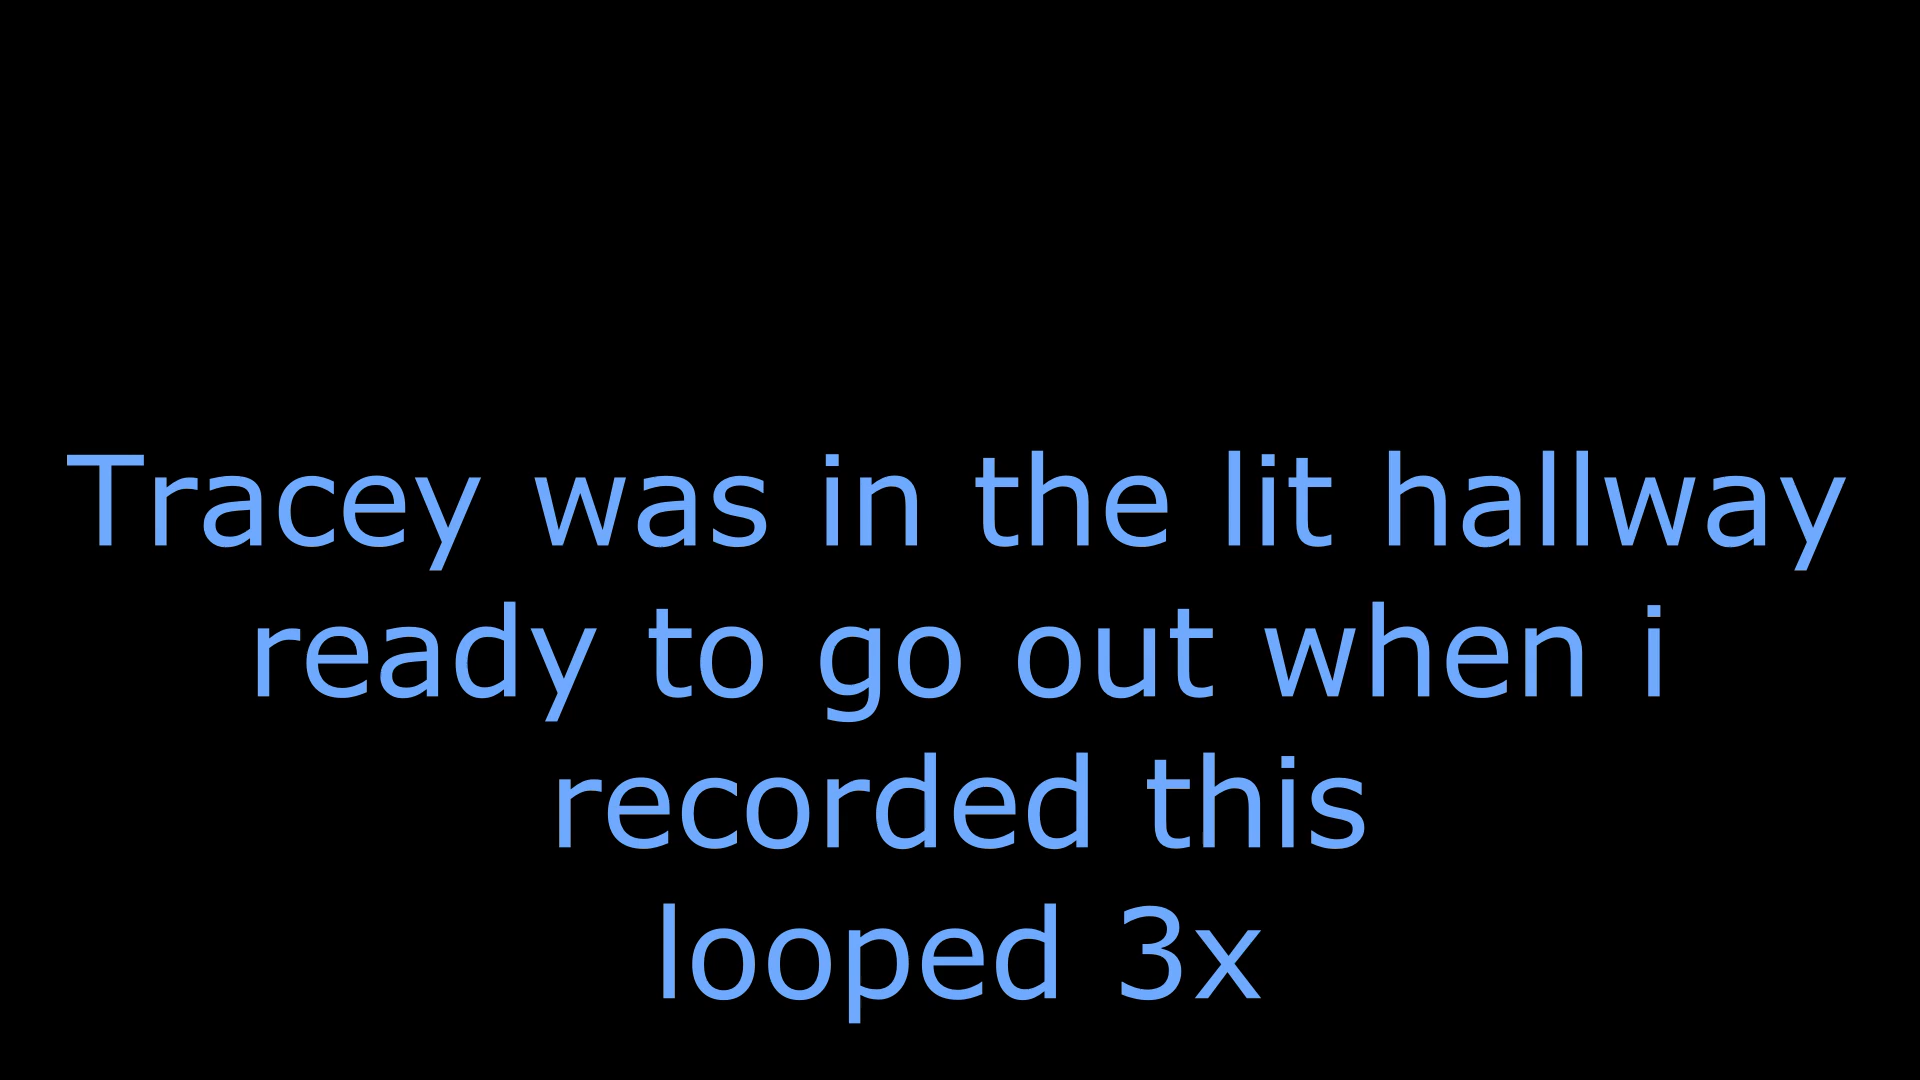 Tracey was in the lit hallway
ready to go out when i
recorded this
looped 3x